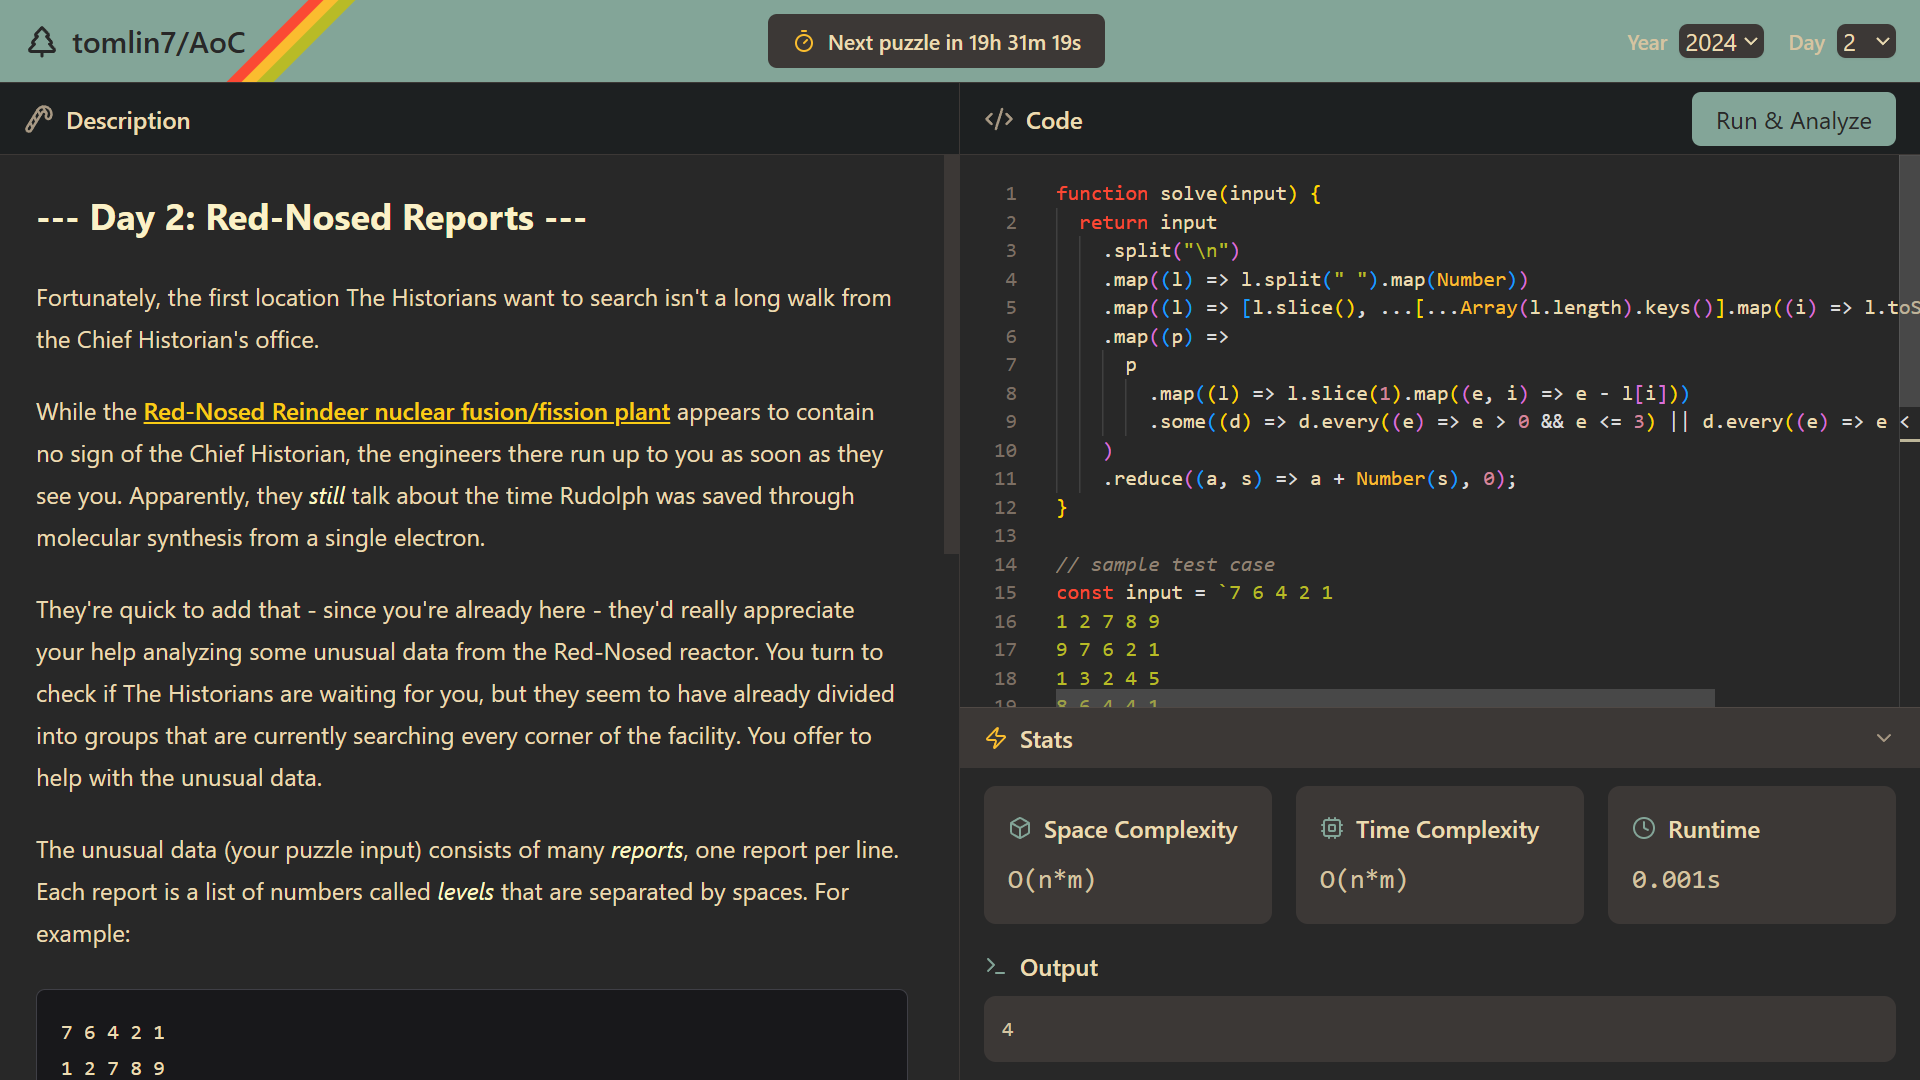 tomlin7/AoC
Next puzzle in 19h 31m 19s
Year 2024 Day 2
Description
--- Day 2: Red-Nosed Reports ---
Fortunately, the first location The Historians want to search isn't a long walk from
the Chief Historian's office.
While the Red-Nosed Reindeer nuclear fusion/fission plant appears to contain
no sign of the Chief Historian, the engineers there run up to you as soon as they
see you. Apparently, they still talk about the time Rudolph was saved through
molecular synthesis from a single electron.
They're quick to add that - since you're already here - they'd really appreciate
your help analyzing some unusual data from the Red-Nosed reactor. You turn to
check if The Historians are waiting for you, but they seem to have already divided
into groups that are currently searching every corner of the facility. You offer to
help with the unusual data.
The unusual data (your puzzle input) consists of many reports, one report per line.
Each report is a list of numbers called levels that are separated by spaces. For
example:
7 6 4 2 1
1 2 7 8 9
Code
Run & Analyze
1 function solve(input) {
2 return input
3 .split("\n")
4 .map((l) => l.split(" ").map(Number))
5 .map((l) => [l.slice(), ...[...Array(l.length).keys()].map((i) => l.toS
6 .map((p) =>
7 p
8 .map((l) => l.slice(1).map((e, i) => e - l[i]))
9 .some((d) => d.every((e) => e > 0 && e <= 3) || d.every((e) => e <
10 )
11 .reduce((a, s) => a + Number(s), 0);
12 }
13
14 // sample test case
15 const input = `7 6 4 2 1
16 1 2 7 8 9
17 9 7 6 2 1
18 1 3 2 4 5
19 8 6 4 4 1
Stats
Space Complexity
O(n*m)
Time Complexity
O(n*m)
Runtime
0.001s
Output
4